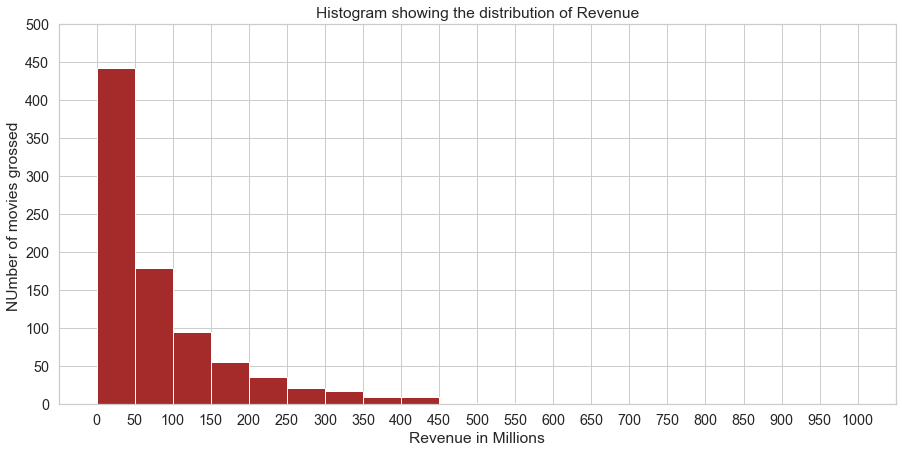 Histogram showing the distribution of Revenue
500
450
400
350
300
250
200
150
100
50
0
NUmber of movies grossed
0 50 100 150 200 250 300 350 400 450 500 550 600 650 700 750 800 850 900 950 1000
Revenue in Millions